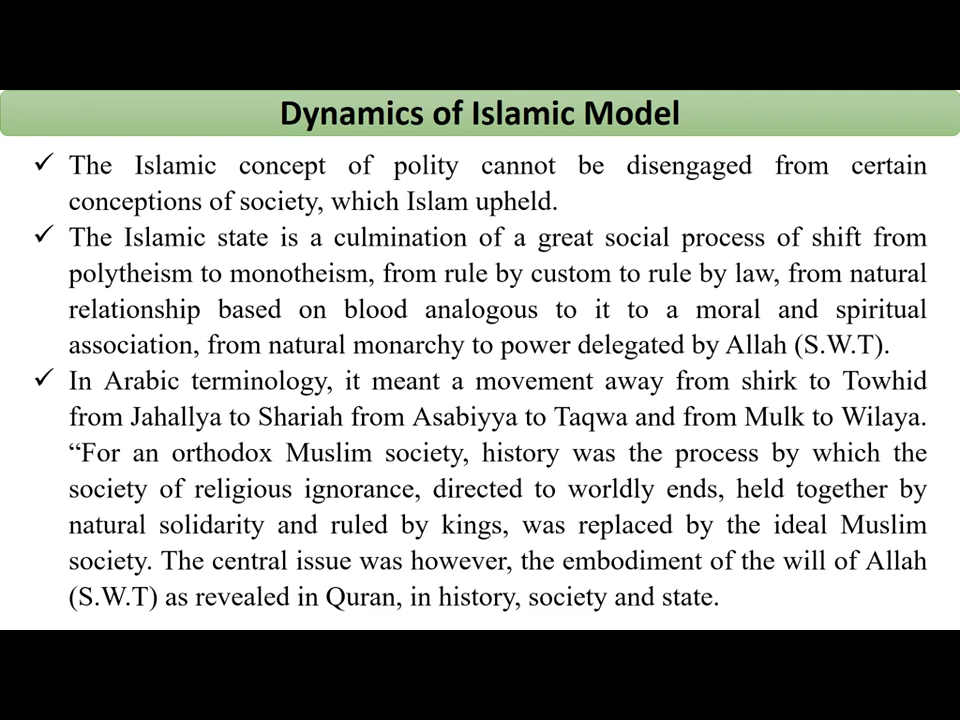 Dynamics of Islamic Model
✓ The Islamic concept of polity cannot be disengaged from certain
conceptions of society, which Islam upheld.
✓ The Islamic state is a culmination of a great social process of shift from
polytheism to monotheism, from rule by custom to rule by law, from natural
relationship based on blood analogous to it to a moral and spiritual
association, from natural monarchy to power delegated by Allah (S.W.T).
✓ In Arabic terminology, it meant a movement away from shirk to Towhid
from Jahallya to Shariah from Asabiyya to Taqwa and from Mulk to Wilaya.
“For an orthodox Muslim society, history was the process by which the
society of religious ignorance, directed to worldly ends, held together by
natural solidarity and ruled by kings, was replaced by the ideal Muslim
society. The central issue was however, the embodiment of the will of Allah
(S.W.T) as revealed in Quran, in history, society and state.